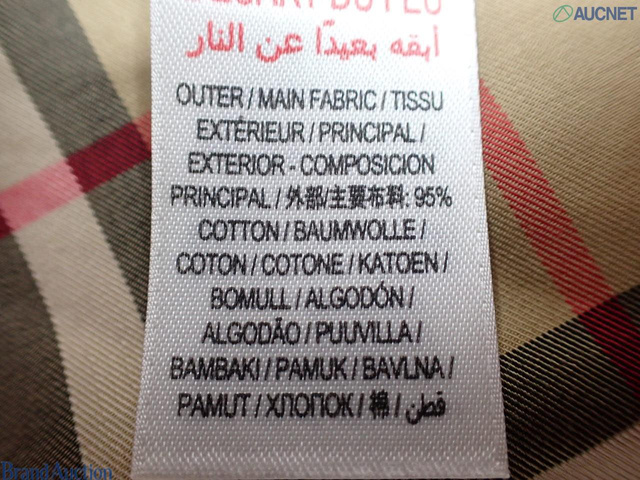 AUCNET
أبقه بعيدًا عن النار
OUTER / MAIN FABRIC / TISSU
EXTÉRIEUR / PRINCIPAL /
EXTERIOR - COMPOSICION
PRINCIPAL / 外部/主要布料: 95%
COTTON / BAUMWOLLE /
COTON / COTONE / KATOEN /
BOMULL / ALGODÓN /
ALGODÃO / PUUVILLA /
BAMBAKI / PAMUK / BAVLNA /
PAMUT / ХЛОПОК / 棉 / قطن
Brand Auction